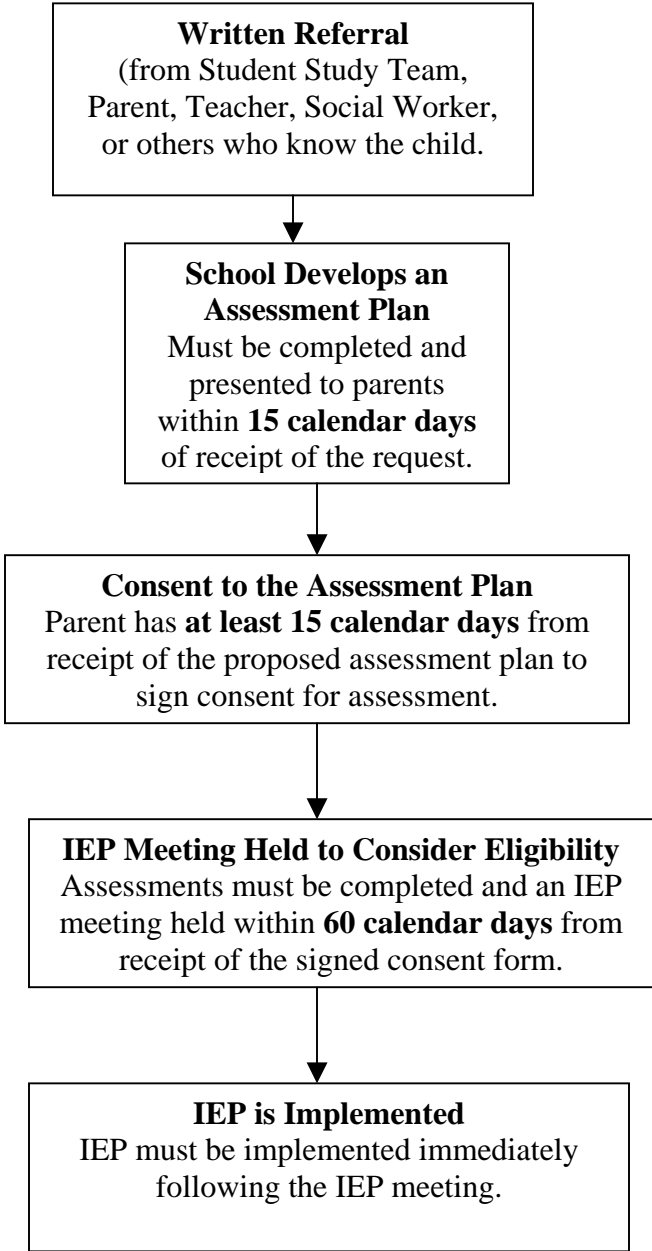 Written Referral
(from Student Study Team,
Parent, Teacher, Social Worker,
or others who know the child.
School Develops an
Assessment Plan
Must be completed and
presented to parents
within 15 calendar days
of receipt of the request.
Consent to the Assessment Plan
Parent has at least 15 calendar days from
receipt of the proposed assessment plan to
sign consent for assessment.
IEP Meeting Held to Consider Eligibility
Assessments must be completed and an IEP
meeting held within 60 calendar days from
receipt of the signed consent form.
IEP is Implemented
IEP must be implemented immediately
following the IEP meeting.